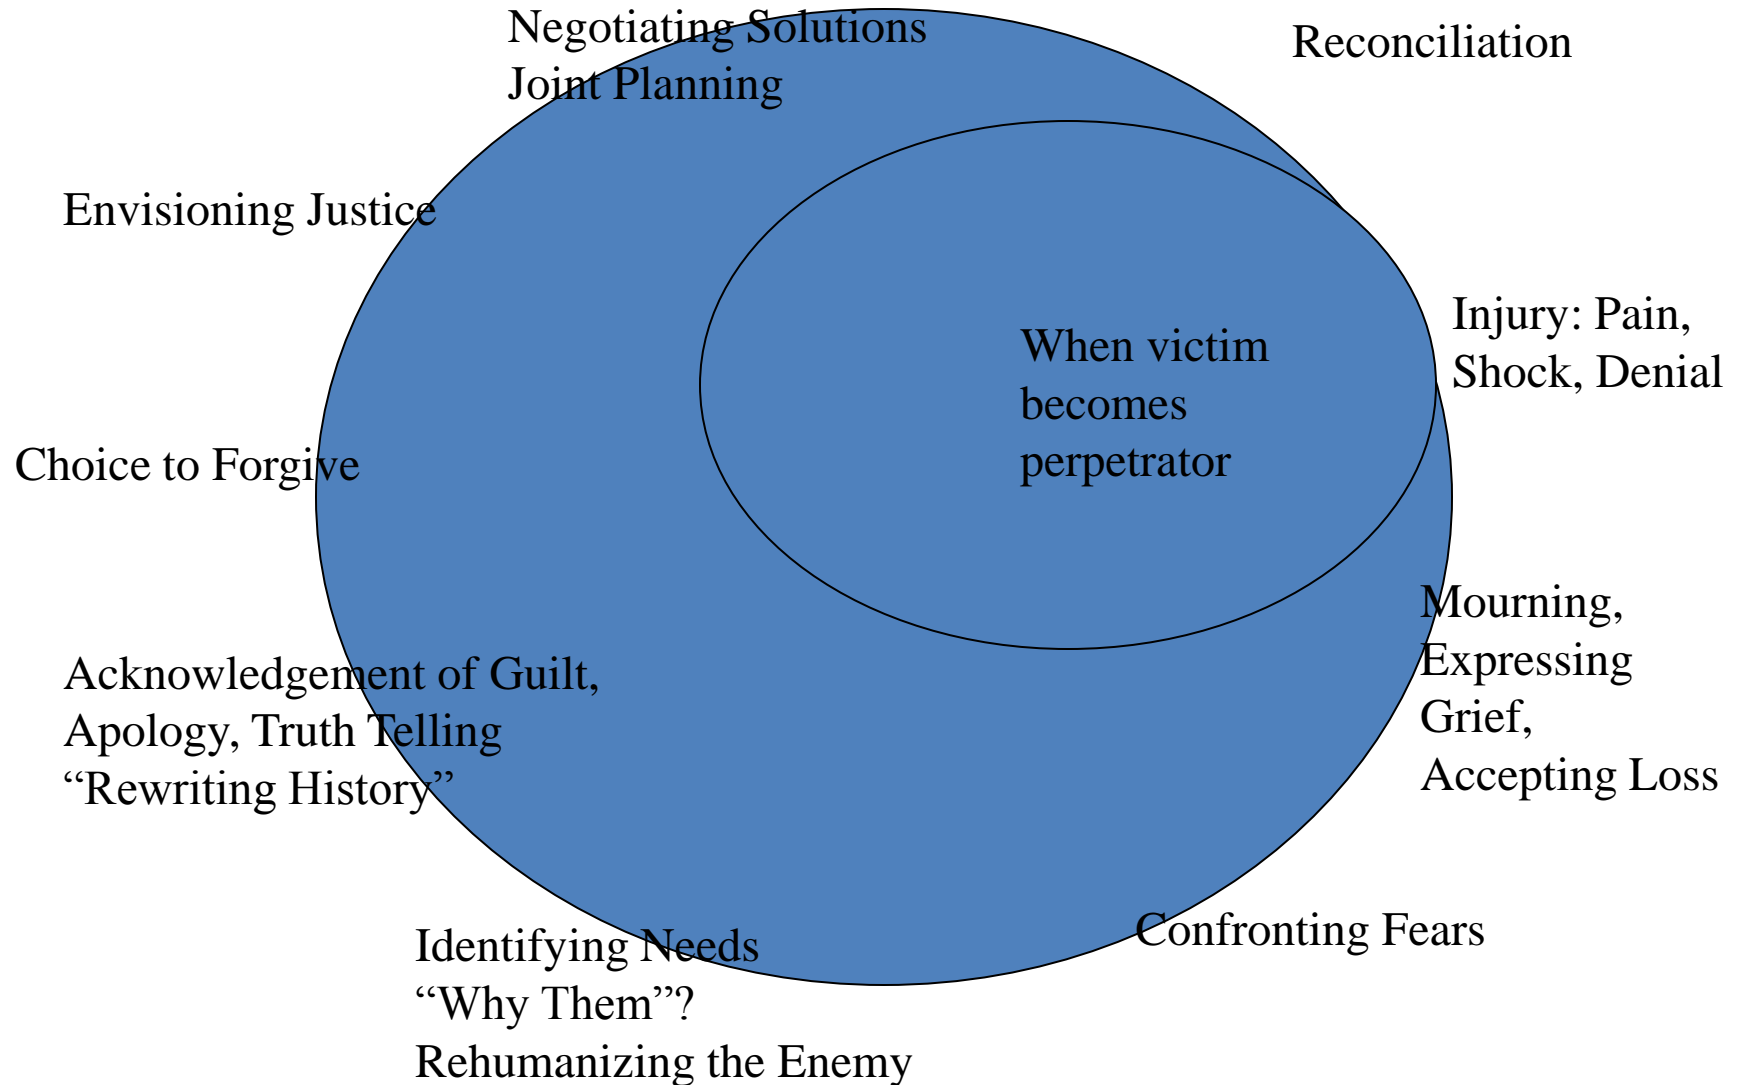 Negotiating Solutions
Joint Planning
Reconciliation
Envisioning Justice
Injury: Pain,
Shock, Denial
When victim
becomes
perpetrator
Choice to Forgive
Mourning,
Expressing
Grief,
Accepting Loss
Acknowledgement of Guilt,
Apology, Truth Telling
“Rewriting History”
Confronting Fears
Identifying Needs
“Why Them”?
Rehumanizing the Enemy